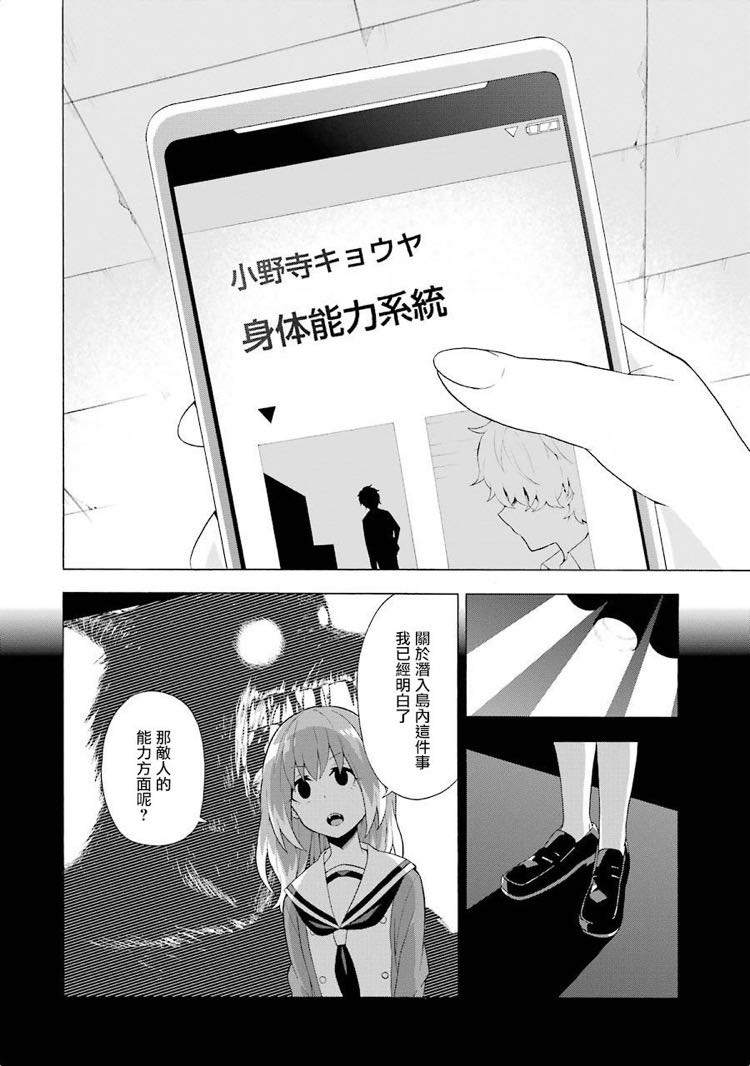 小野寺キョウヤ
身体能力系統
關於潛入島內這件事
我已經明白了
那敵人的
能力方面呢?